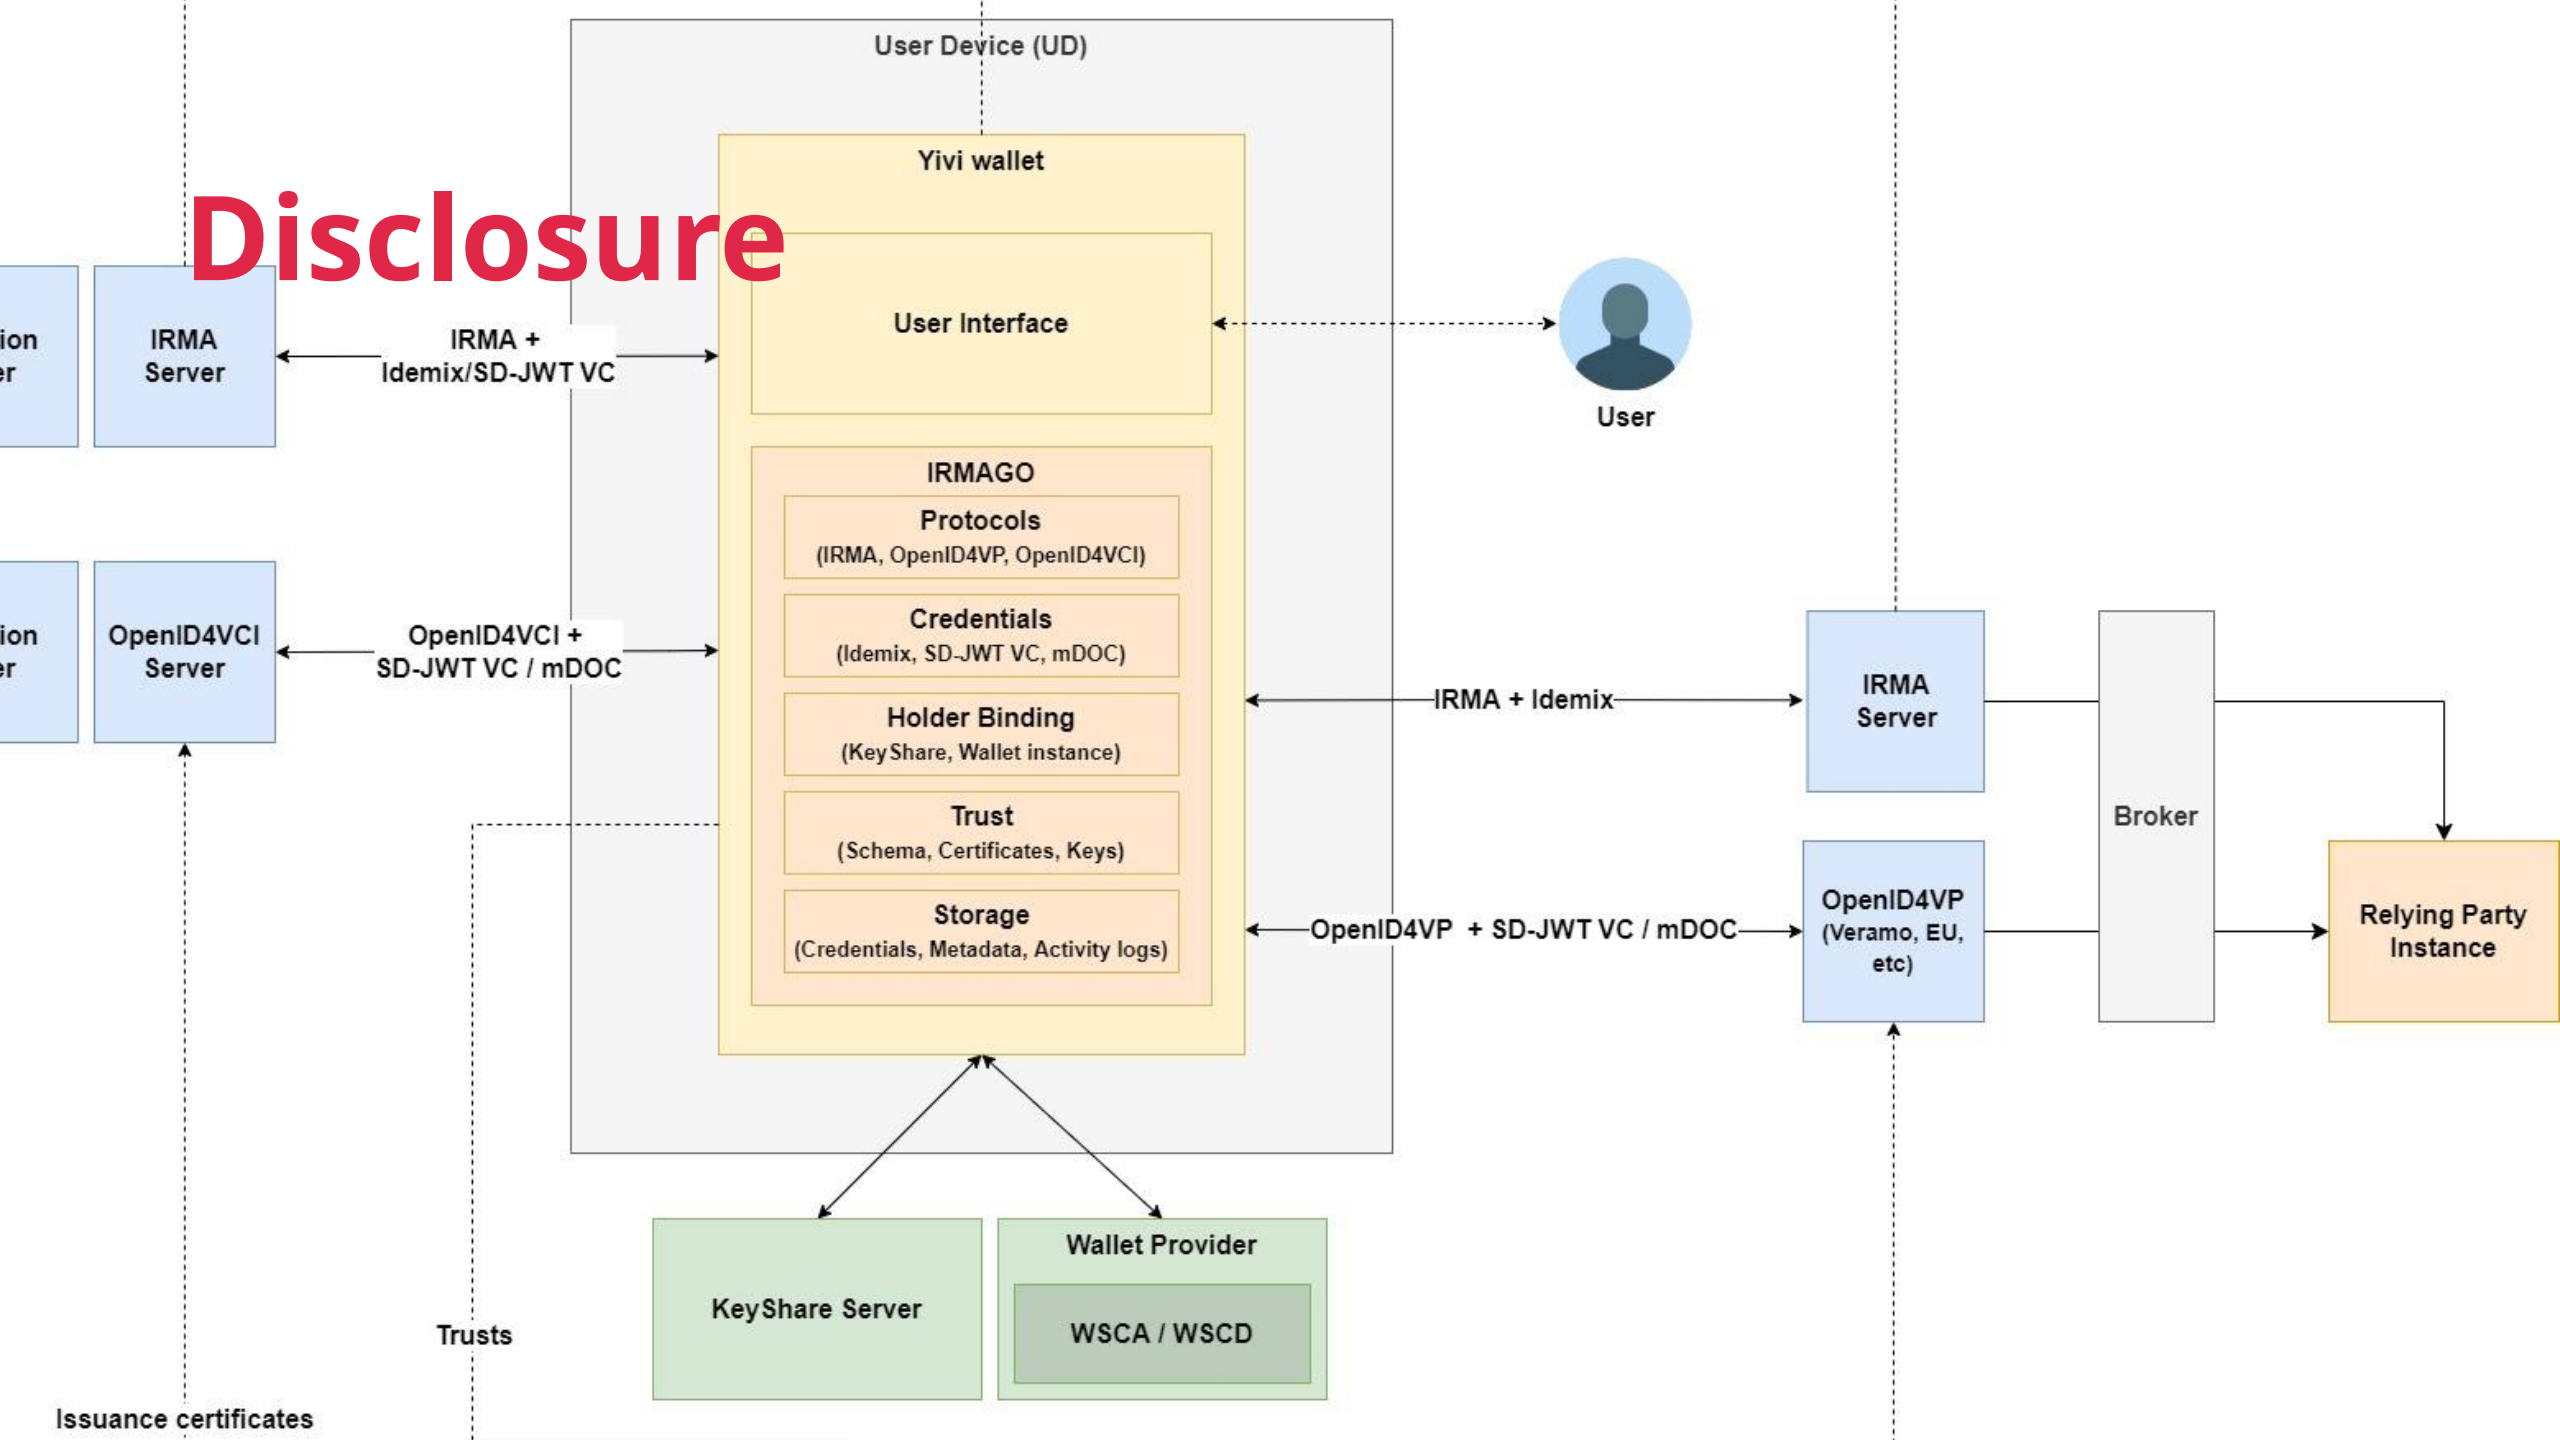 User Device (UD)
Yivi wallet
Disclosure
User Interface
User
ion
er
IRMA
Server
IRMA +
Idemix/SD-JWT VC
IRMAGO
Protocols
(IRMA, OpenID4VP, OpenID4VCI)
Credentials
(Idemix, SD-JWT VC, mDOC)
Holder Binding
(KeyShare, Wallet instance)
Trust
(Schema, Certificates, Keys)
Storage
(Credentials, Metadata, Activity logs)
ion
er
OpenID4VCI
Server
OpenID4VCI +
SD-JWT VC / mDOC
IRMA + Idemix
IRMA
Server
Broker
OpenID4VP + SD-JWT VC / mDOC
OpenID4VP
(Veramo, EU,
etc)
Relying Party
Instance
KeyShare Server
Wallet Provider
WSCA / WSCD
Trusts
Issuance certificates